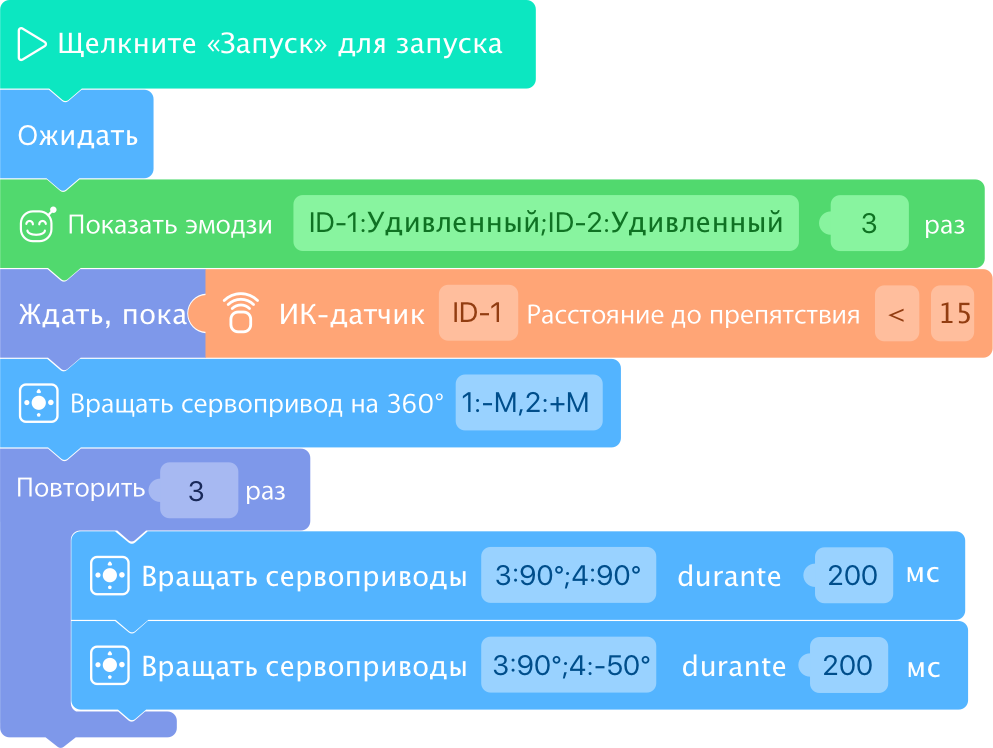 Щелкните «Запуск» для запуска
Ожидать
Показать эмодзи ID-1:Удивленный;ID-2:Удивленный 3 раз
Ждать, пока ИК-датчик ID-1 Расстояние до препятствия < 15
Вращать сервопривод на 360° 1:-M,2:+M
Повторить 3 раз
Вращать сервоприводы 3:90°;4:90° durante 200 мс
Вращать сервоприводы 3:90°;4:-50° durante 200 мс